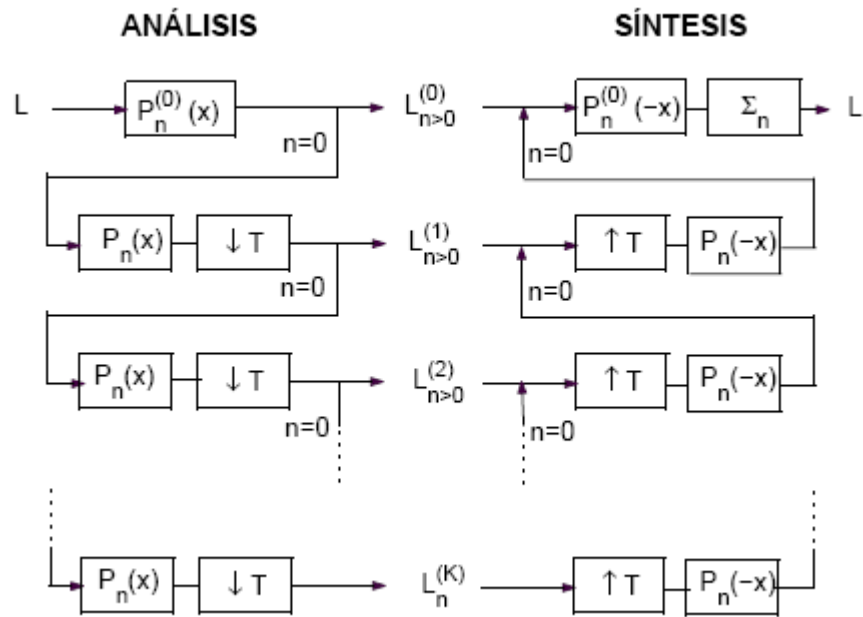 ANÁLISIS SÍNTESIS
L P_n^(0) (x) L_{n>0}^(0) P_n^(0) (−x) Σ_n L
n=0 n=0
P_n(x) ↓ T L_{n>0}^(1) ↑ T P_n(−x)
n=0 n=0
P_n(x) ↓ T L_{n>0}^(2) ↑ T P_n(−x)
n=0 n=0
P_n(x) ↓ T L_n^(K) ↑ T P_n(−x)